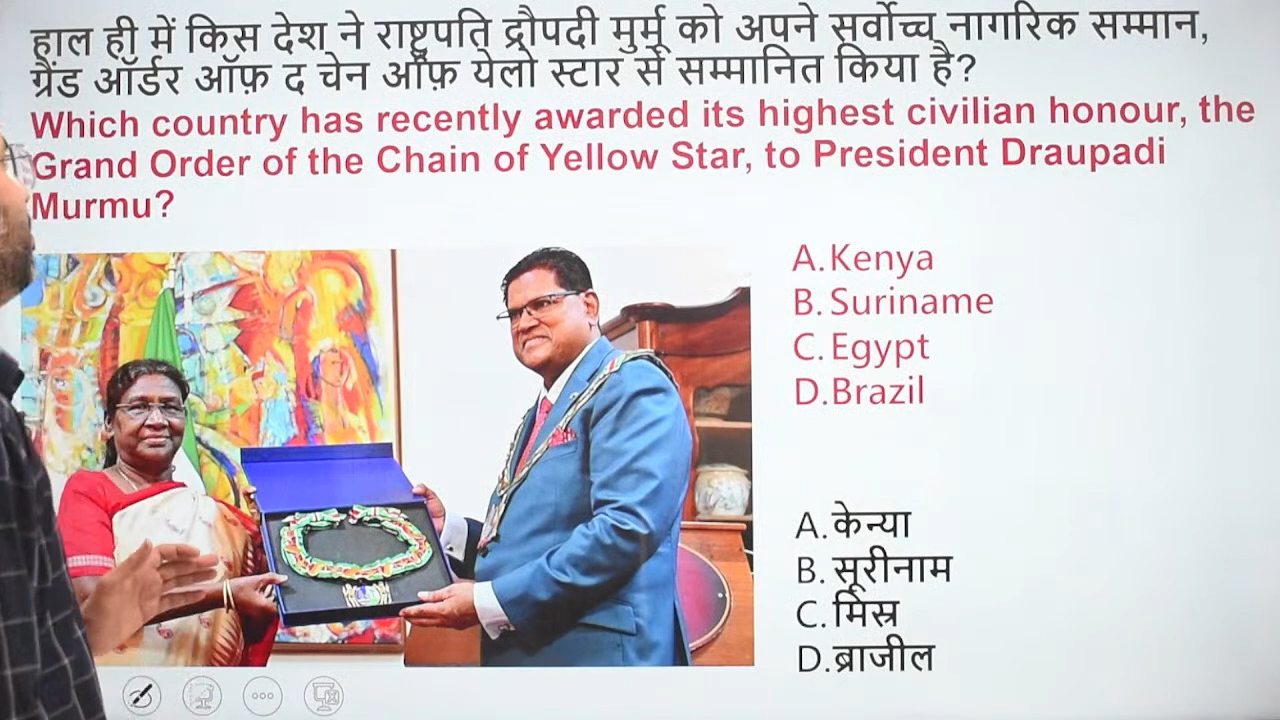 हाल ही में किस देश ने राष्ट्रपति द्रौपदी मुर्मू को अपने सर्वोच्च नागरिक सम्मान,
ग्रैंड ऑर्डर ऑफ़ द चेन ऑफ़ येलो स्टार से सम्मानित किया है?
Which country has recently awarded its highest civilian honour, the
Grand Order of the Chain of Yellow Star, to President Draupadi
Murmu?
A. Kenya
B. Suriname
C. Egypt
D. Brazil
A. केन्या
B. सूरीनाम
C. मिस्र
D. ब्राजील